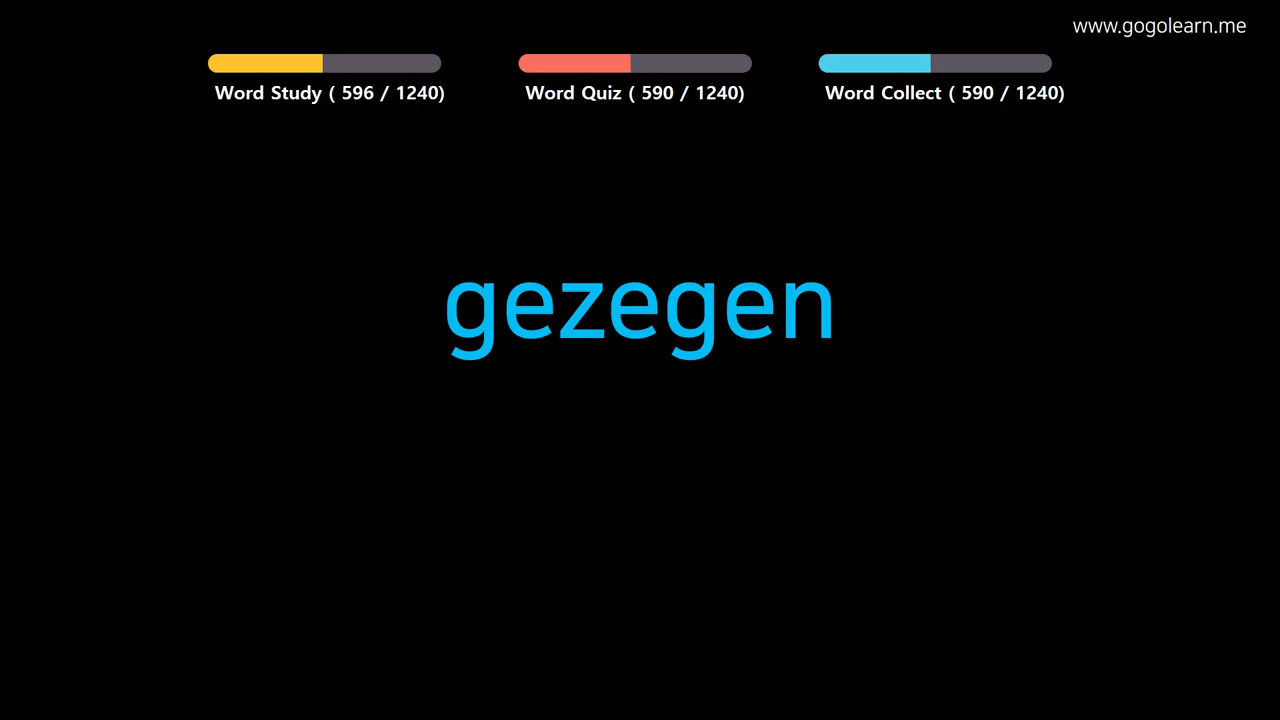 www.gogolearn.me
Word Study ( 596 / 1240)
Word Quiz ( 590 / 1240)
Word Collect ( 590 / 1240)
gezegen